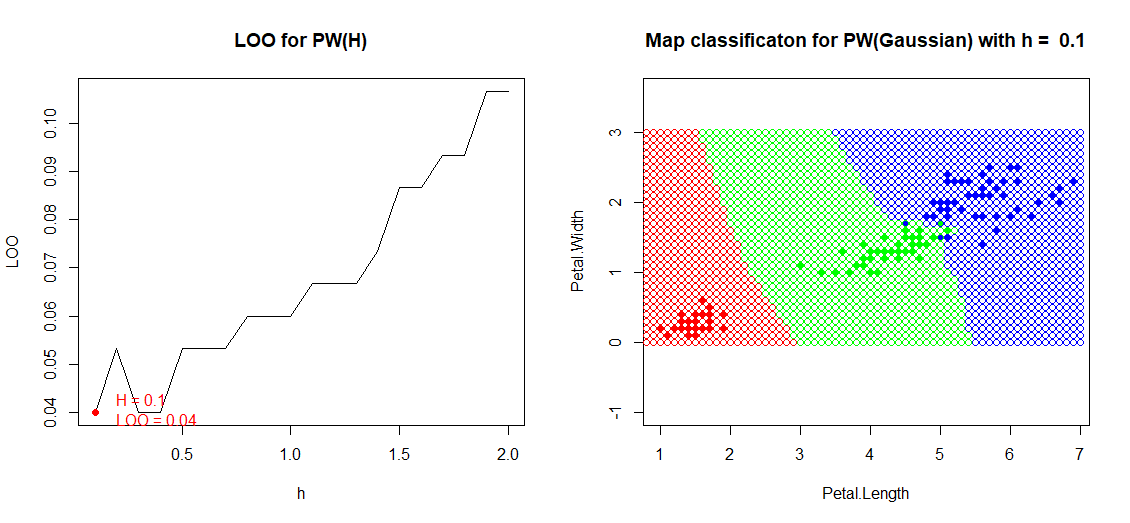 LOO for PW(H)
LOO
0.04 0.05 0.06 0.07 0.08 0.09 0.10
H = 0.1
LOO = 0.04
0.5 1.0 1.5 2.0
h
Map classificaton for PW(Gaussian) with h = 0.1
Petal.Width
-1 0 1 2 3
1 2 3 4 5 6 7
Petal.Length